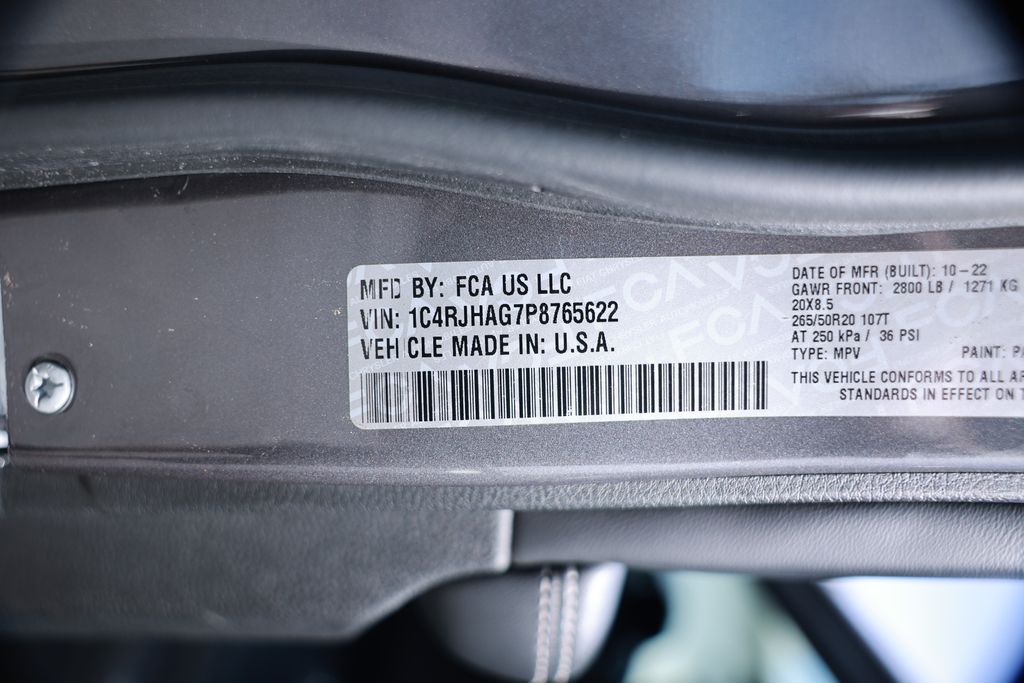 MFD BY: FCA US LLC
VIN: 1C4RJHAG7P8765622
VEHICLE MADE IN: U.S.A.
DATE OF MFR (BUILT): 10-22
GAWR FRONT: 2800 LB / 1271 KG
20X8.5
265/50R20 107T
AT 250 kPa / 36 PSI
TYPE: MPV PAINT:
THIS VEHICLE CONFORMS TO ALL
STANDARDS IN EFFECT ON